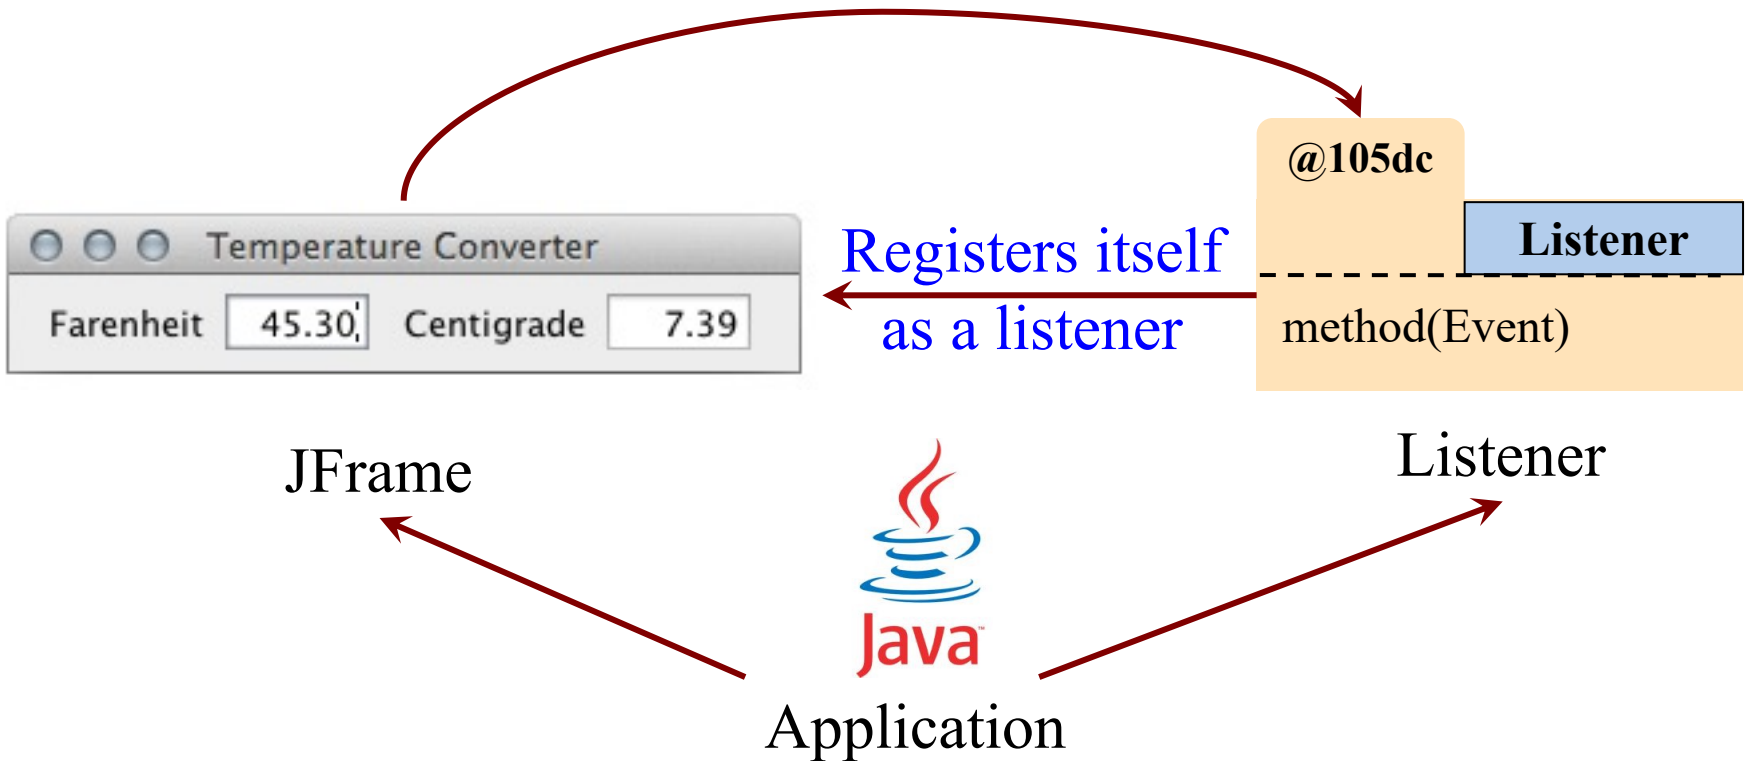 @105dc
Listener
Temperature Converter
Registers itself
as a listener
Farenheit 45.30 Centigrade 7.39
method(Event)
JFrame
Listener
Java™
Application